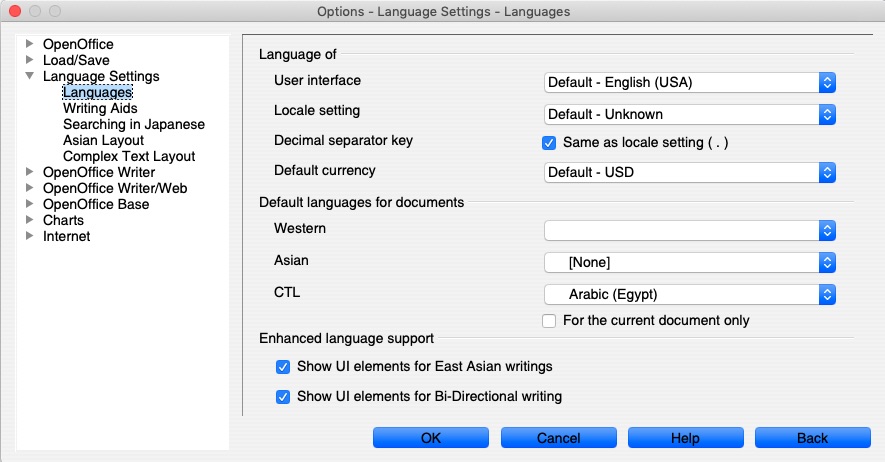 Options - Language Settings - Languages
OpenOffice
Load/Save
Language Settings
Languages
Writing Aids
Searching in Japanese
Asian Layout
Complex Text Layout
OpenOffice Writer
OpenOffice Writer/Web
OpenOffice Base
Charts
Internet
Language of
User interface
Default - English (USA)
Locale setting
Default - Unknown
Decimal separator key
Same as locale setting ( . )
Default currency
Default - USD
Default languages for documents
Western
Asian
[None]
CTL
Arabic (Egypt)
For the current document only
Enhanced language support
Show UI elements for East Asian writings
Show UI elements for Bi-Directional writing
OK
Cancel
Help
Back